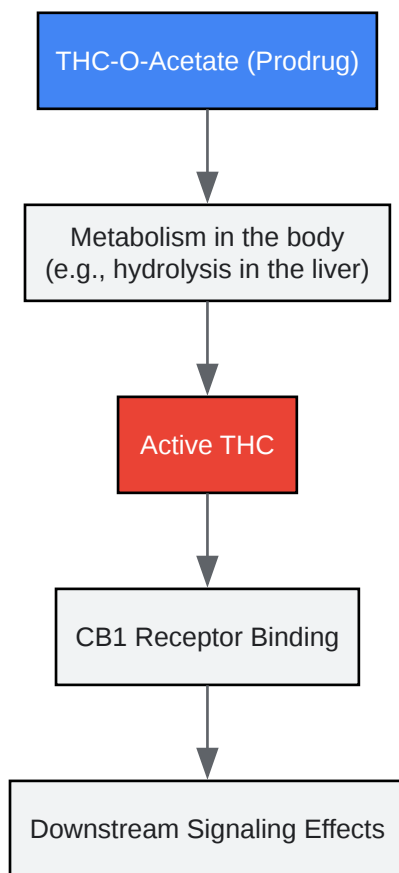 THC-O-Acetate (Prodrug)
Metabolism in the body
(e.g., hydrolysis in the liver)
Active THC
CB1 Receptor Binding
Downstream Signaling Effects